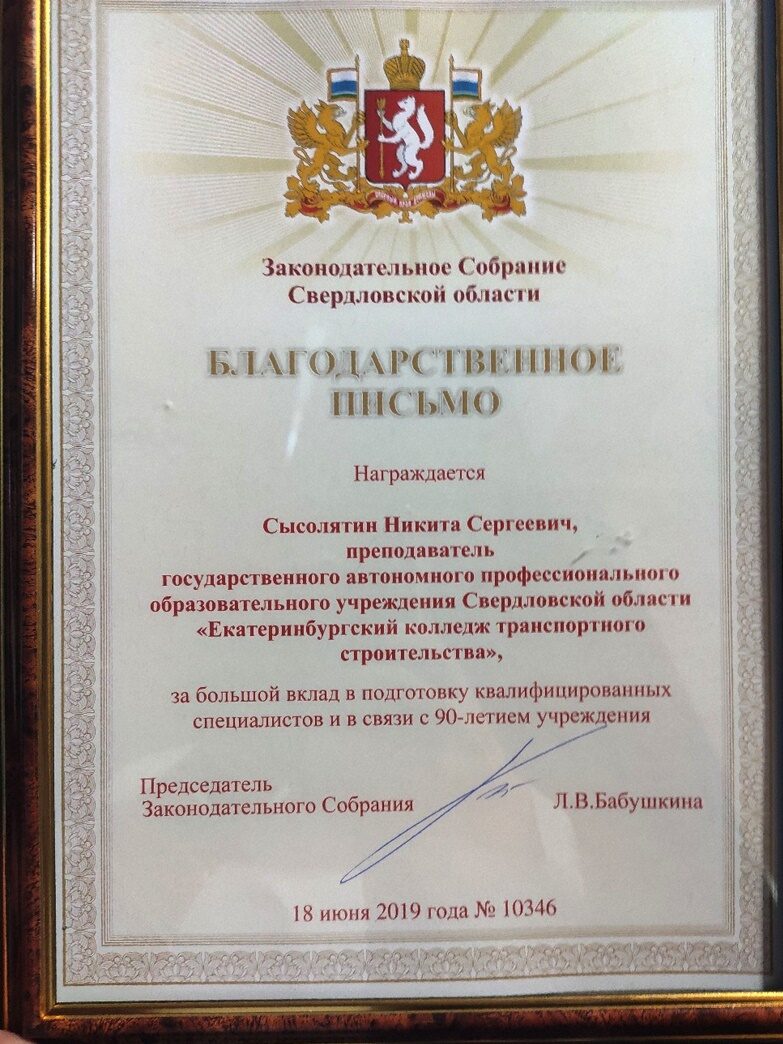 Законодательное Собрание
Свердловской области
БЛАГОДАРСТВЕННОЕ
ПИСЬМО
Награждается
Сысолятин Никита Сергеевич,
преподаватель
государственного автономного профессионального
образовательного учреждения Свердловской области
«Екатеринбургский колледж транспортного
строительства»,
за большой вклад в подготовку квалифицированных
специалистов и в связи с 90-летием учреждения
Председатель
Законодательного Собрания
Л.В.Бабушкина
18 июня 2019 года № 10346